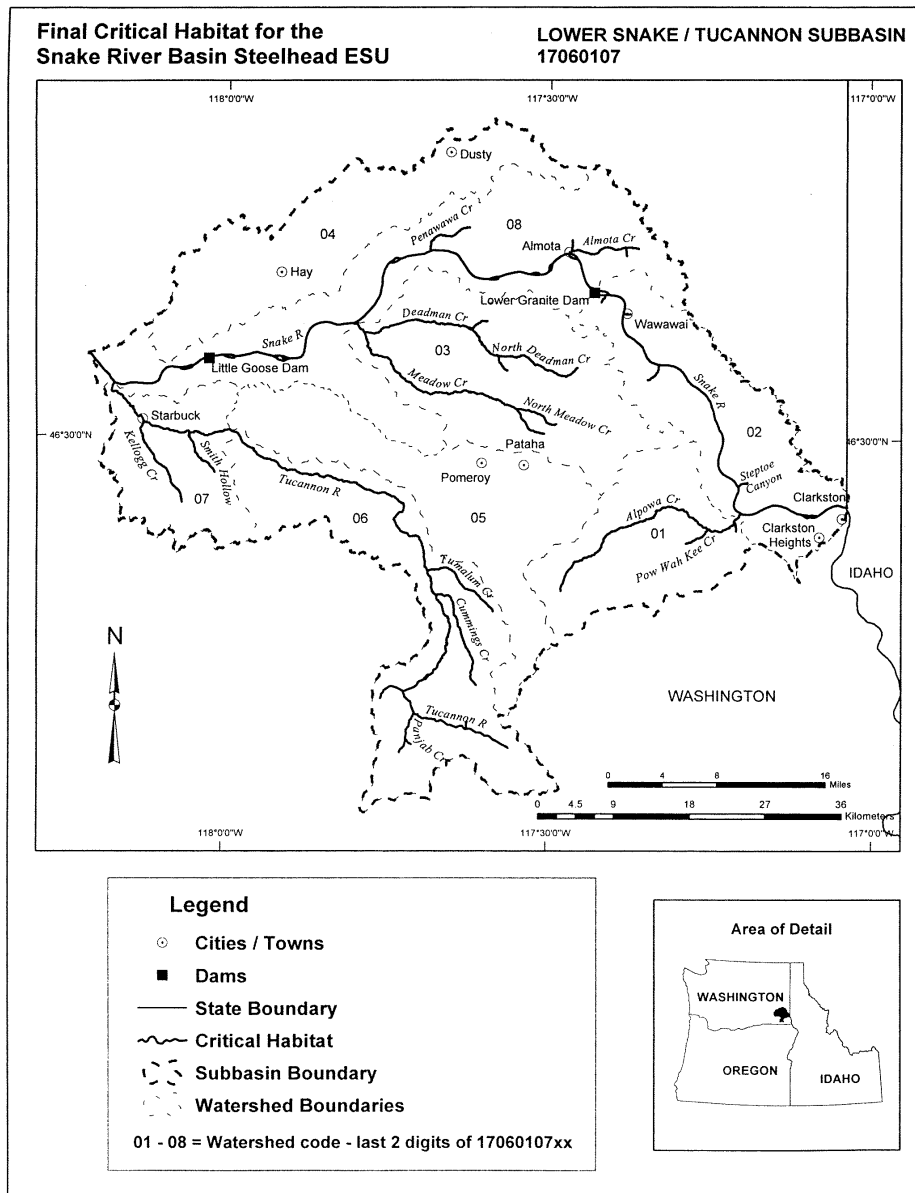 Final Critical Habitat for the
Snake River Basin Steelhead ESU
LOWER SNAKE / TUCANNON SUBBASIN
17060107
118°0'0"W
117°30'0"W
117°0'0"W
Dusty
04
Penawawa Cr
08
Almota
Almota Cr
Hay
Lower Granite Dam
Wawawai
Deadman Cr
Snake R
03
North Deadman Cr
Little Goose Dam
Meadow Cr
Snake R
North Meadow Cr
02
Starbuck
46°30'0"N
46°30'0"N
Pataha
Kellogg Cr
Smith Hollow
Pomeroy
Steptoe Canyon
Tucannon R
Clarkston
07
06
05
Alpowa Cr
01
Clarkston Heights
Pow Wah Kee Cr
Tumalum Cr
IDAHO
Cummings Cr
N
WASHINGTON
Tucannon R
Panjab Cr
0 4 8 16
Miles
0 4.5 9 18 27 36
Kilometers
118°0'0"W
117°30'0"W
117°0'0"W
Legend
Cities / Towns
Dams
State Boundary
Critical Habitat
Subbasin Boundary
Watershed Boundaries
01 - 08 = Watershed code - last 2 digits of 17060107xx
Area of Detail
WASHINGTON
OREGON
IDAHO